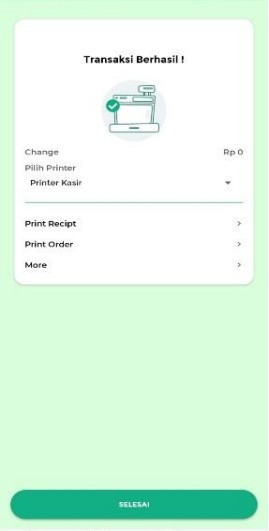 Transaksi Berhasil !
Change Rp 0
Pilih Printer
Printer Kasir
Print Recipt
Print Order
More
SELESAI